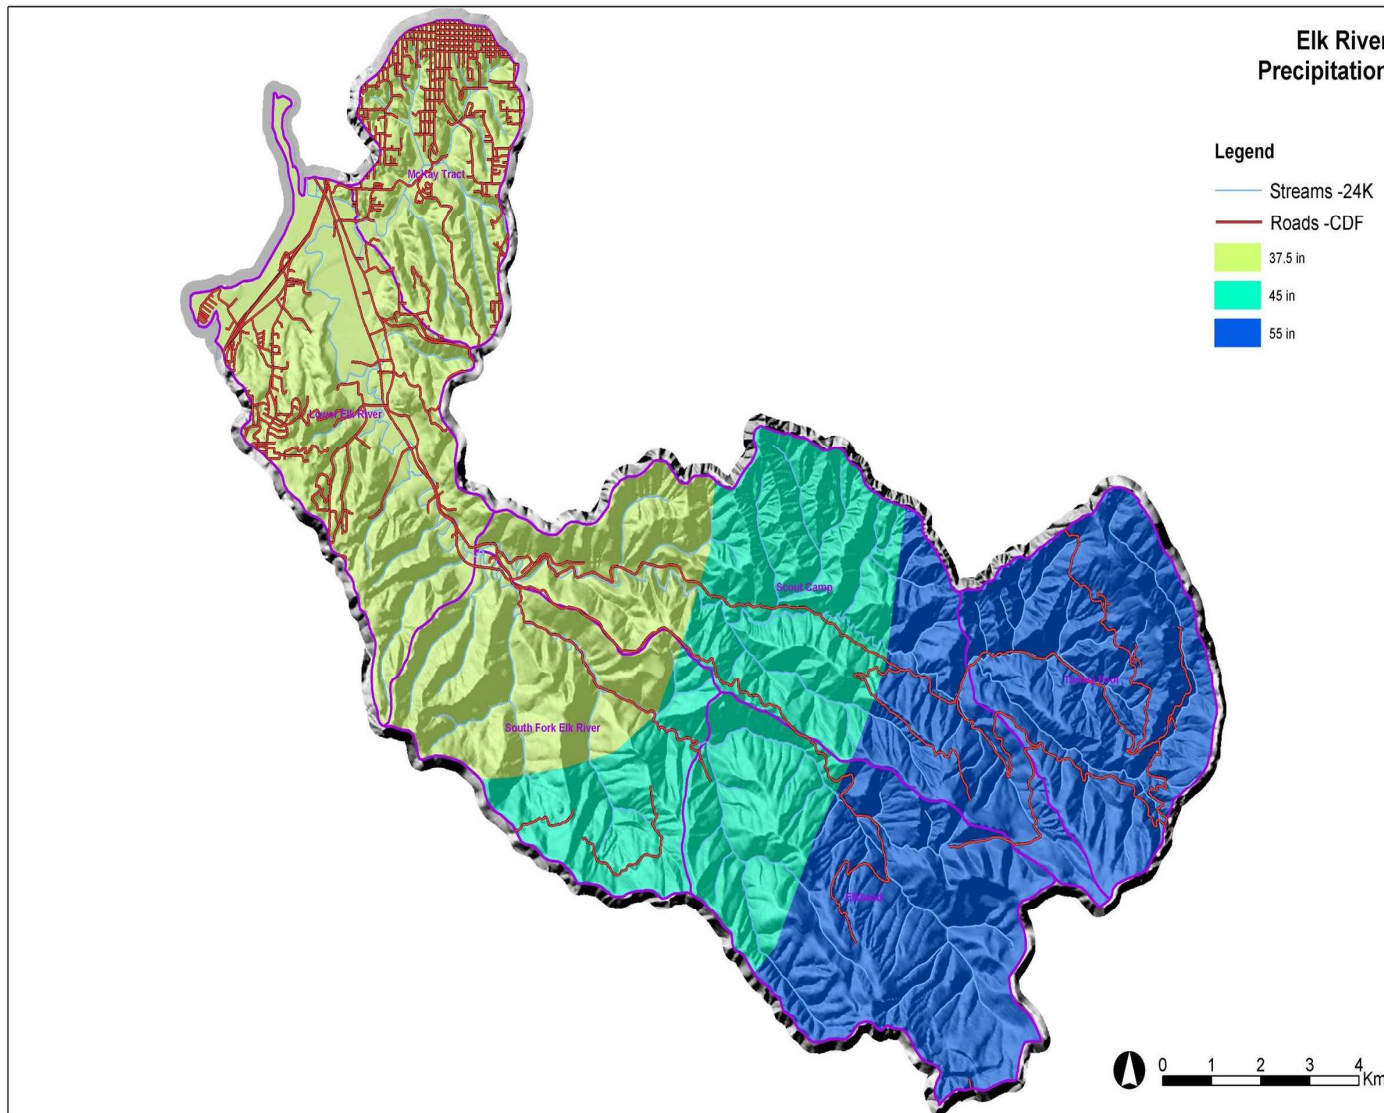 Elk River
Precipitation
Legend
Streams -24K
Roads -CDF
37.5 in
45 in
55 in
McKay Tract
Lower Elk River
Scout Camp
South Fork Elk River
0 1 2 3 4
Km